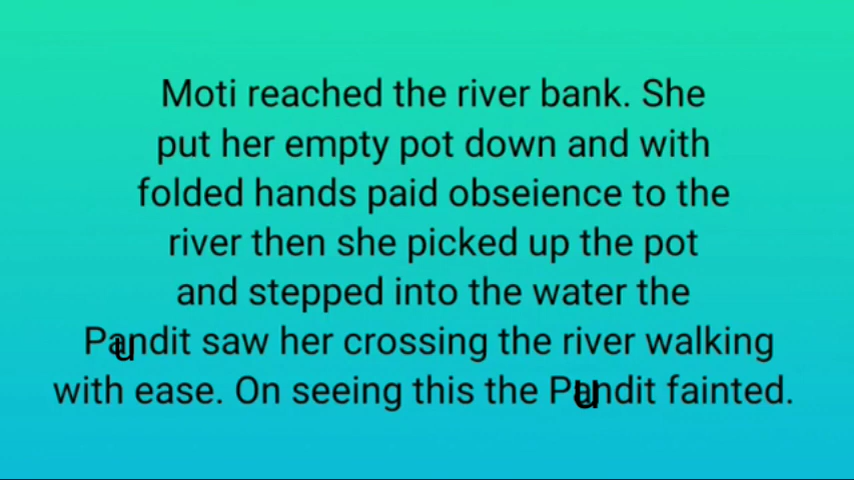 Moti reached the river bank. She
put her empty pot down and with
folded hands paid obseience to the
river then she picked up the pot
and stepped into the water the
Pundit saw her crossing the river walking
with ease. On seeing this the Pundit fainted.